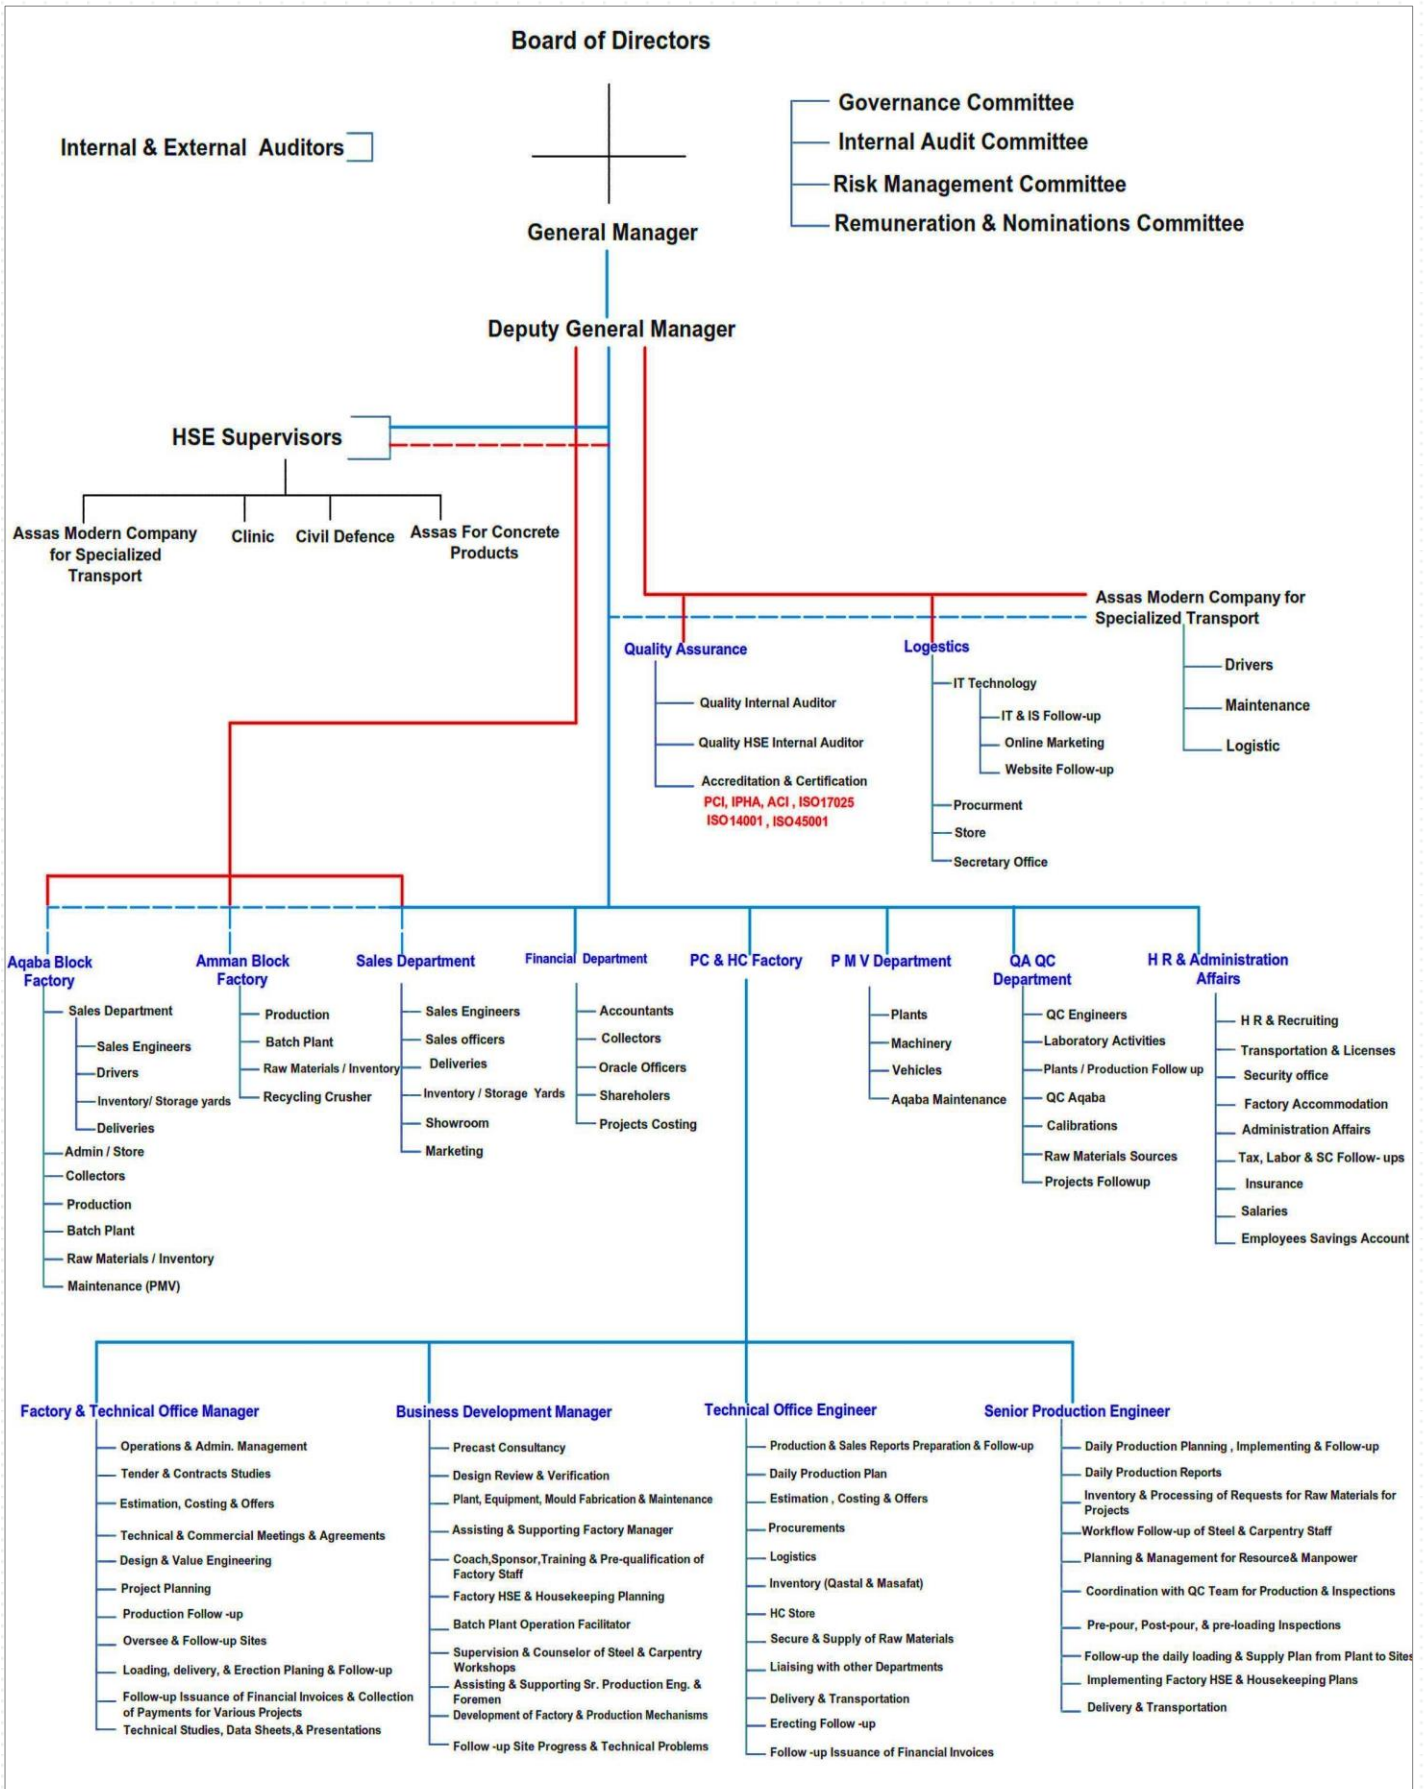 Board of Directors
Internal & External Auditors
Governance Committee
Internal Audit Committee
Risk Management Committee
Remuneration & Nominations Committee
General Manager
Deputy General Manager
HSE Supervisors
Assas Modern Company
for Specialized
Transport
Clinic
Civil Defence
Assas For Concrete
Products
Assas Modern Company for
Specialized Transport
Drivers
Maintenance
Logistic
Quality Assurance
Quality Internal Auditor
Quality HSE Internal Auditor
Accreditation & Certification
PCI, IPHA, ACI , ISO17025
ISO14001 , ISO45001
Logestics
IT Technology
IT & IS Follow-up
Online Marketing
Website Follow-up
Procurment
Store
Secretary Office
Aqaba Block
Factory
Sales Department
Sales Engineers
Drivers
Inventory/ Storage yards
Deliveries
Admin / Store
Collectors
Production
Batch Plant
Raw Materials / Inventory
Maintenance (PMV)
Amman Block
Factory
Production
Batch Plant
Raw Materials / Inventory
Recycling Crusher
Sales Department
Sales Engineers
Sales officers
Deliveries
Inventory / Storage Yards
Showroom
Marketing
Financial Department
Accountants
Collectors
Oracle Officers
Shareholers
Projects Costing
PC & HC Factory
P M V Department
Plants
Machinery
Vehicles
Aqaba Maintenance
QA QC
Department
QC Engineers
Laboratory Activities
Plants / Production Follow up
QC Aqaba
Calibrations
Raw Materials Sources
Projects Followup
H R & Administration
Affairs
H R & Recruiting
Transportation & Licenses
Security office
Factory Accommodation
Administration Affairs
Tax, Labor & SC Follow- ups
Insurance
Salaries
Employees Savings Account
Factory & Technical Office Manager
Operations & Admin. Management
Tender & Contracts Studies
Estimation, Costing & Offers
Technical & Commercial Meetings & Agreements
Design & Value Engineering
Project Planning
Production Follow -up
Oversee & Follow-up Sites
Loading, delivery, & Erection Planing & Follow-up
Follow-up Issuance of Financial Invoices & Collection
of Payments for Various Projects
Technical Studies, Data Sheets,& Presentations
Business Development Manager
Precast Consultancy
Design Review & Verification
Plant, Equipment, Mould Fabrication & Maintenance
Assisting & Supporting Factory Manager
Coach,Sponsor,Training & Pre-qualification of
Factory Staff
Factory HSE & Housekeeping Planning
Batch Plant Operation Facilitator
Supervision & Counselor of Steel & Carpentry
Workshops
Assisting & Supporting Sr. Production Eng. &
Foremen
Development of Factory & Production Mechanisms
Follow -up Site Progress & Technical Problems
Technical Office Engineer
Production & Sales Reports Preparation & Follow-up
Daily Production Plan
Estimation , Costing & Offers
Procurements
Logistics
Inventory (Qastal & Masafat)
HC Store
Secure & Supply of Raw Materials
Liaising with other Departments
Delivery & Transportation
Erecting Follow -up
Follow -up Issuance of Financial Invoices
Senior Production Engineer
Daily Production Planning , Implementing & Follow-up
Daily Production Reports
Inventory & Processing of Requests for Raw Materials for
Projects
Workflow Follow-up of Steel & Carpentry Staff
Planning & Management for Resource& Manpower
Coordination with QC Team for Production & Inspections
Pre-pour, Post-pour, & pre-loading Inspections
Follow-up the daily loading & Supply Plan from Plant to Sites
Implementing Factory HSE & Housekeeping Plans
Delivery & Transportation